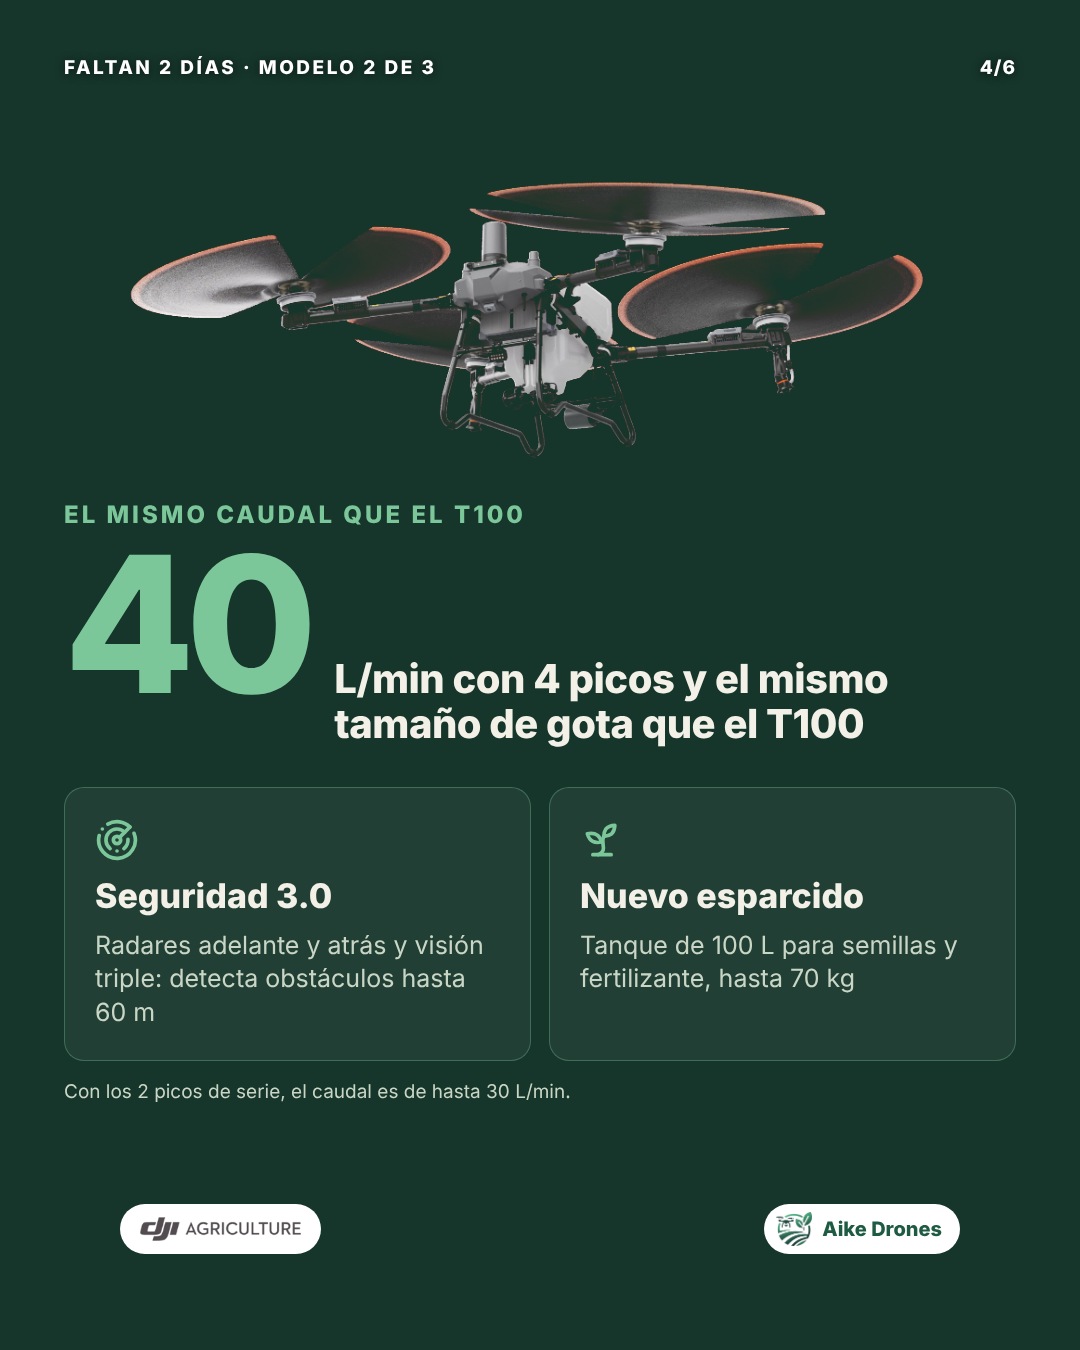 FALTAN 2 DÍAS · MODELO 2 DE 3
4/6
EL MISMO CAUDAL QUE EL T100
40
L/min con 4 picos y el mismo
tamaño de gota que el T100
Seguridad 3.0
Radares adelante y atrás y visión
triple: detecta obstáculos hasta
60 m
Nuevo esparcido
Tanque de 100 L para semillas y
fertilizante, hasta 70 kg
Con los 2 picos de serie, el caudal es de hasta 30 L/min.
dji AGRICULTURE
Aike Drones